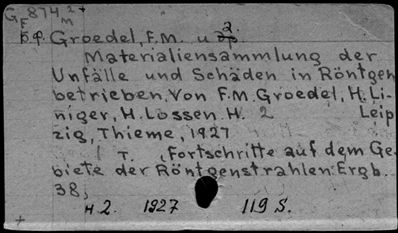 G 874 2+
F M
Groedel, F.M. u 2
Materialiensammlung der
Unfälle und Schäden in Röntgen
betrieben. Von F.M. Groedel, H. Li-
niger, H. Lossen. H. 2 Leip
zig, Thieme, 1927
(Fortschritte auf dem Ge-
biete der Röntgenstrahlen: Ergb.
38)
H 2. 1927 119 S.